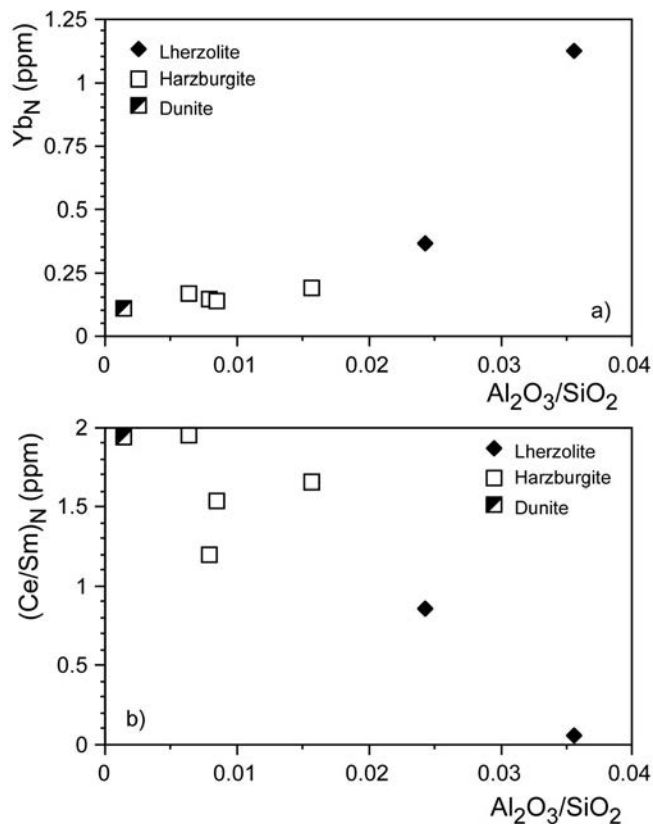 1.25
1
0.75
0.5
0.25
0
Yb_N (ppm)
Lherzolite
Harzburgite
Dunite
a)
0 0.01 0.02 0.03 0.04
Al₂O₃/SiO₂
2
1.5
1
0.5
0
(Ce/Sm)_N (ppm)
Lherzolite
Harzburgite
Dunite
b)
0 0.01 0.02 0.03 0.04
Al₂O₃/SiO₂